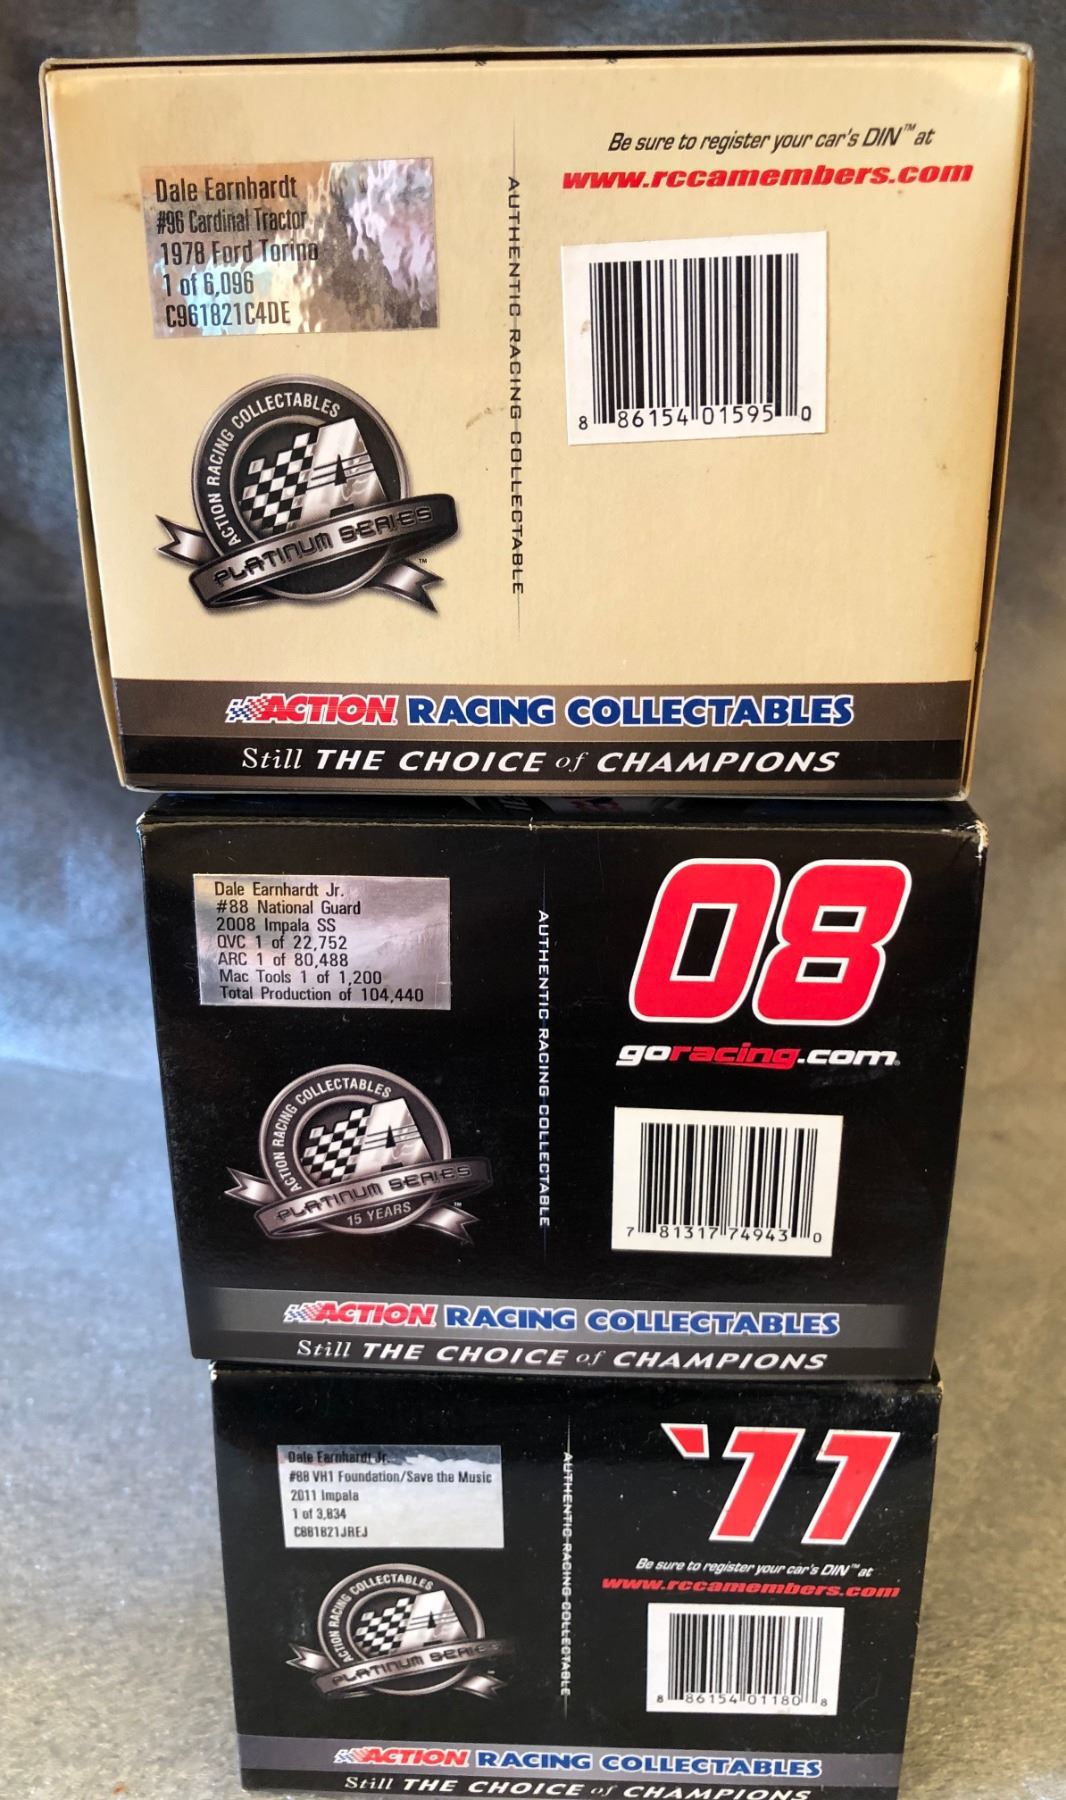 Be sure to register your car's DIN™ at
www.rccamembers.com
Dale Earnhardt
#96 Cardinal Tractor
1978 Ford Torino
1 of 6,096
C961821C4DE
AUTHENTIC RACING COLLECTABLE
8 86154 01595 0
ACTION RACING COLLECTABLES
A
PLATINUM SERIES™
ACTION RACING COLLECTABLES
Still THE CHOICE of CHAMPIONS
Dale Earnhardt Jr.
#88 National Guard
2008 Impala SS
QVC 1 of 22,752
ARC 1 of 80,488
Mac Tools 1 of 1,200
Total Production of 104,440
AUTHENTIC RACING COLLECTABLE
08
goracing.com
7 81317 74943 0
ACTION RACING COLLECTABLES
A
PLATINUM SERIES™
15 YEARS
ACTION RACING COLLECTABLES
Still THE CHOICE of CHAMPIONS
Dale Earnhardt Jr.
#88 VH1 Foundation/Save the Music
2011 Impala
1 of 3,834
C881821JREJ
AUTHENTIC RACING COLLECTABLE
'11
Be sure to register your car's DIN™ at
www.rccamembers.com
8 86154 01180 8
ACTION RACING COLLECTABLES
A
PLATINUM SERIES
ACTION RACING COLLECTABLES
Still THE CHOICE of CHAMPIONS